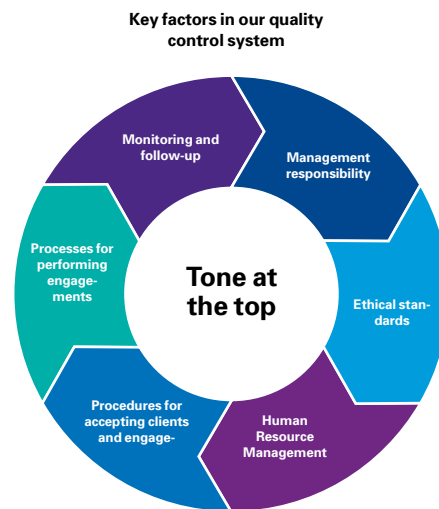 Key factors in our quality
control system
Monitoring and
follow-up
Management
responsibility
Processes for
performing
engage-
ments
Tone at
the top
Ethical stan-
dards
Procedures for
accepting clients
and engage-
Human
Resource
Management